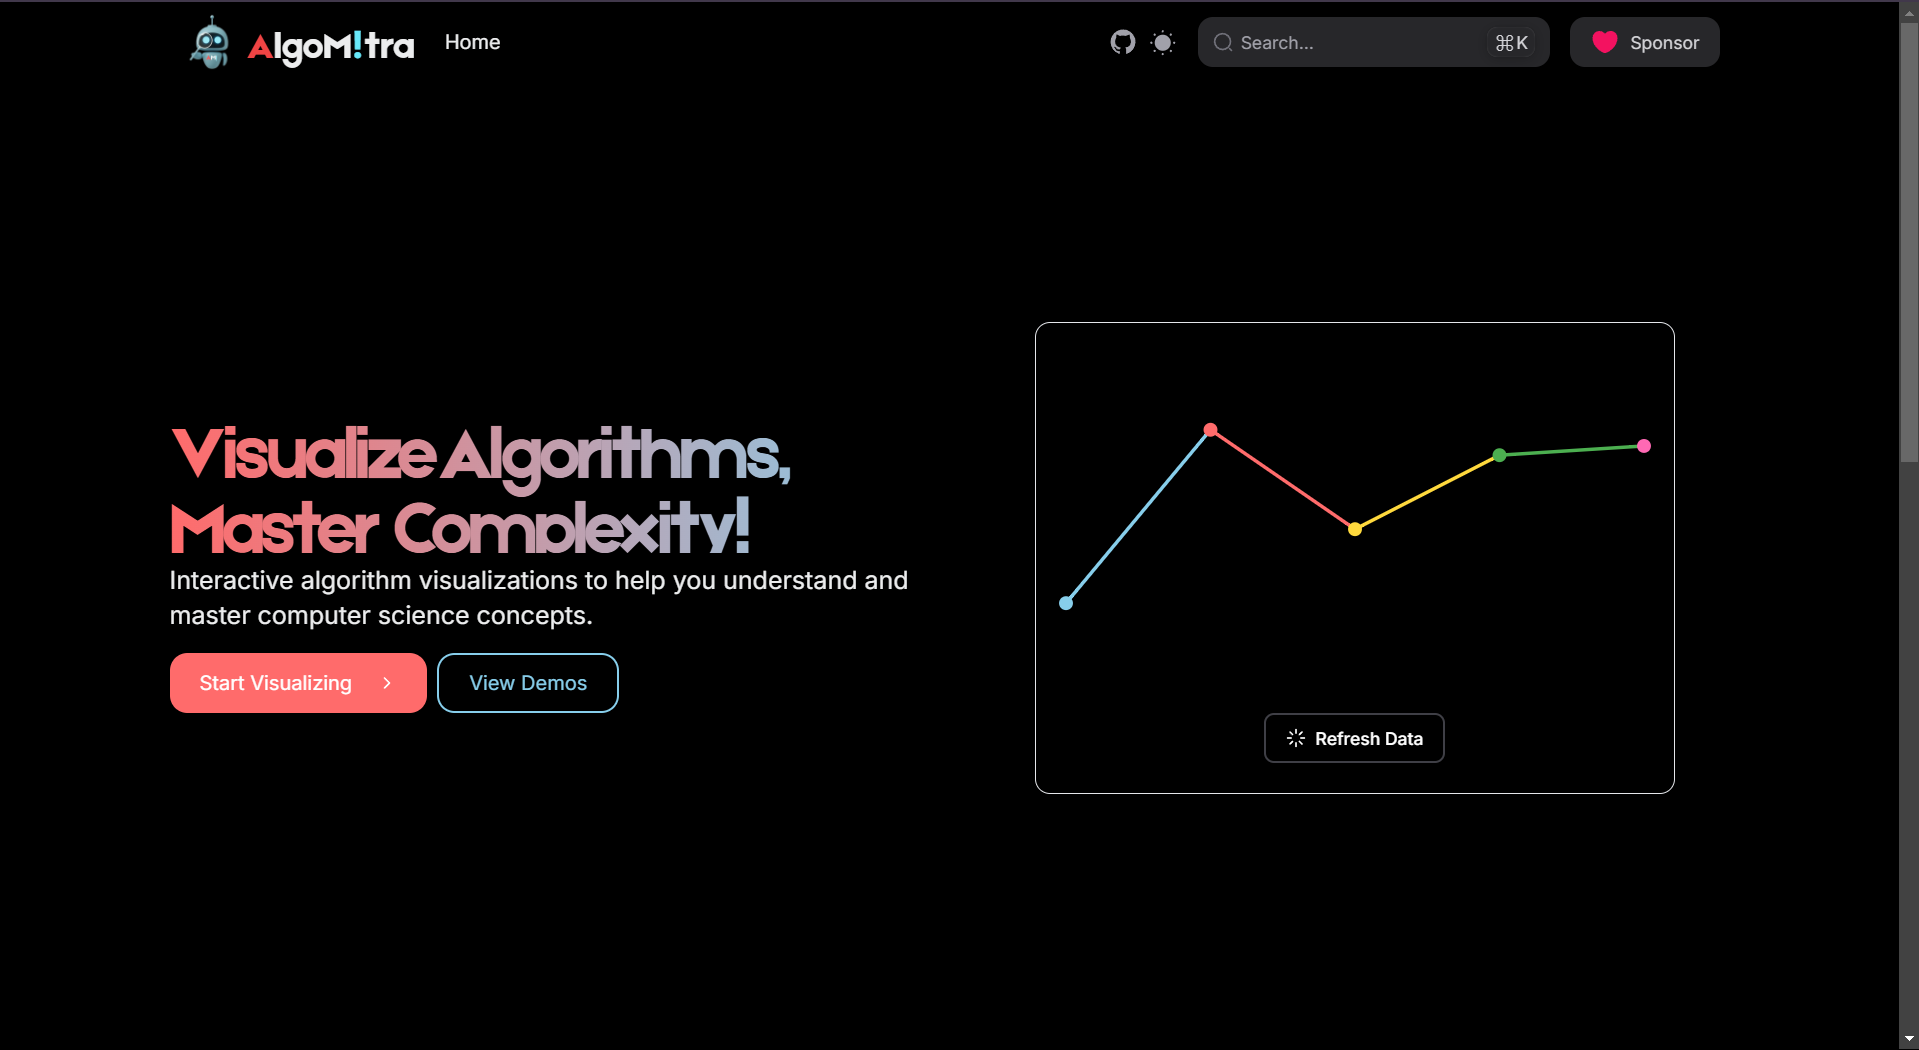 AlgoM!tra
Home
Search...
⌘K
Sponsor
Visualize Algorithms,
Master Complexity!
Interactive algorithm visualizations to help you understand and
master computer science concepts.
Start Visualizing
View Demos
Refresh Data